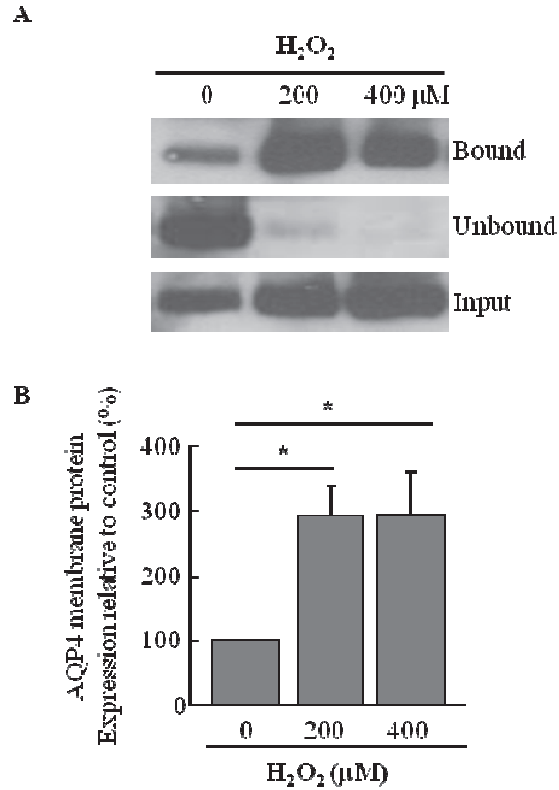 A
H₂O₂
0 200 400 μM
Bound
Unbound
Input
B
AQP4 membrane protein
Expression relative to control (%)
400
300
200
100
0
*
*
0 200 400
H₂O₂ (μM)